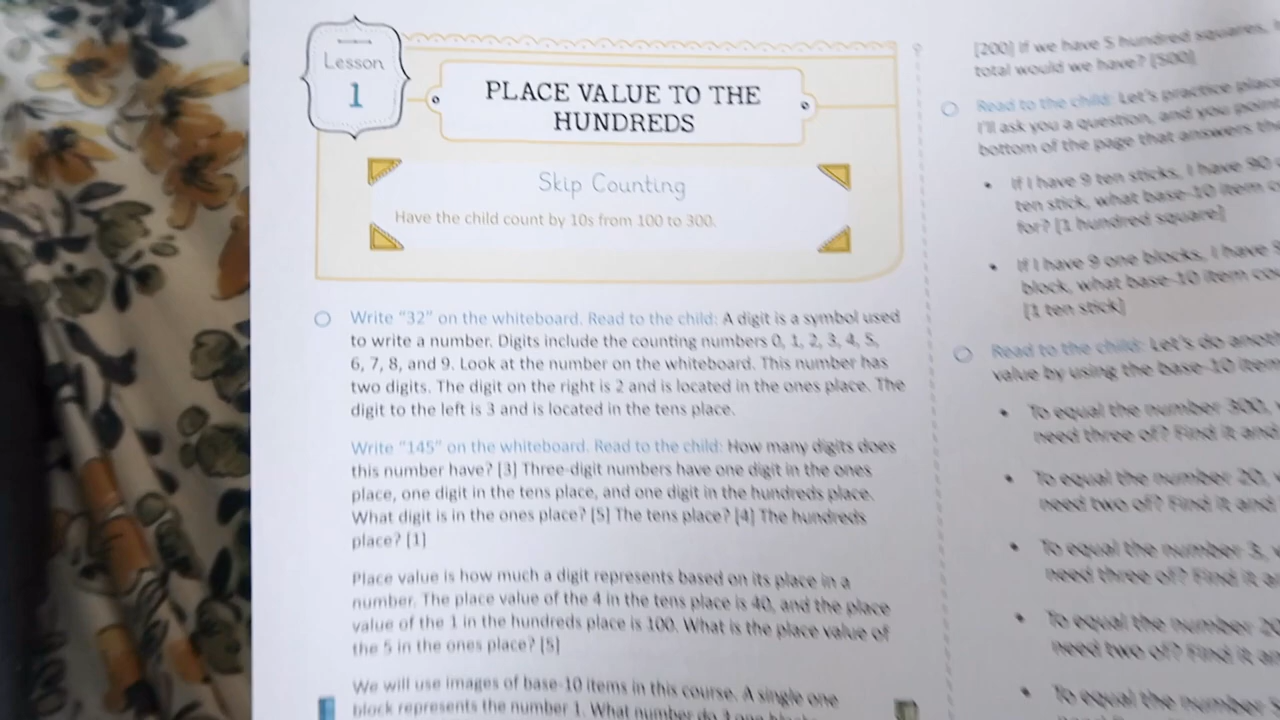 Lesson
1
PLACE VALUE TO THE
HUNDREDS
Skip Counting
Have the child count by 10s from 100 to 300.
Write "32" on the whiteboard. Read to the child: A digit is a symbol used
to write a number. Digits include the counting numbers 0, 1, 2, 3, 4, 5,
6, 7, 8, and 9. Look at the number on the whiteboard. This number has
two digits. The digit on the right is 2 and is located in the ones place. The
digit to the left is 3 and is located in the tens place.
Write "145" on the whiteboard. Read to the child: How many digits does
this number have? [3] Three-digit numbers have one digit in the ones
place, one digit in the tens place, and one digit in the hundreds place.
What digit is in the ones place? [5] The tens place? [4] The hundreds
place? [1]
Place value is how much a digit represents based on its place in a
number. The place value of the 4 in the tens place is 40, and the place
value of the 1 in the hundreds place is 100. What is the place value of
the 5 in the ones place? [5]
We will use images of base-10 items in this course. A single one
block represents the number 1. What number do 3 one
[200] If we have 5 hundred squares,
total would we have? [500]
Read to the child: Let's practice place
I'll ask you a question, and you point
bottom of the page that answers the
• If I have 9 ten sticks, I have 90
ten stick, what base-10 item
for? [1 hundred square]
• If I have 9 one blocks, I have
block, what base-10 item
[1 ten stick]
Read to the child: Let's do
value by using the base-10
• To equal the number 300,
need three of? Find it and
• To equal the number 20,
need two of? Find it and
• To equal the number 3,
need three of? Find it
• To equal the number
need two of? Find it
• To equal the number